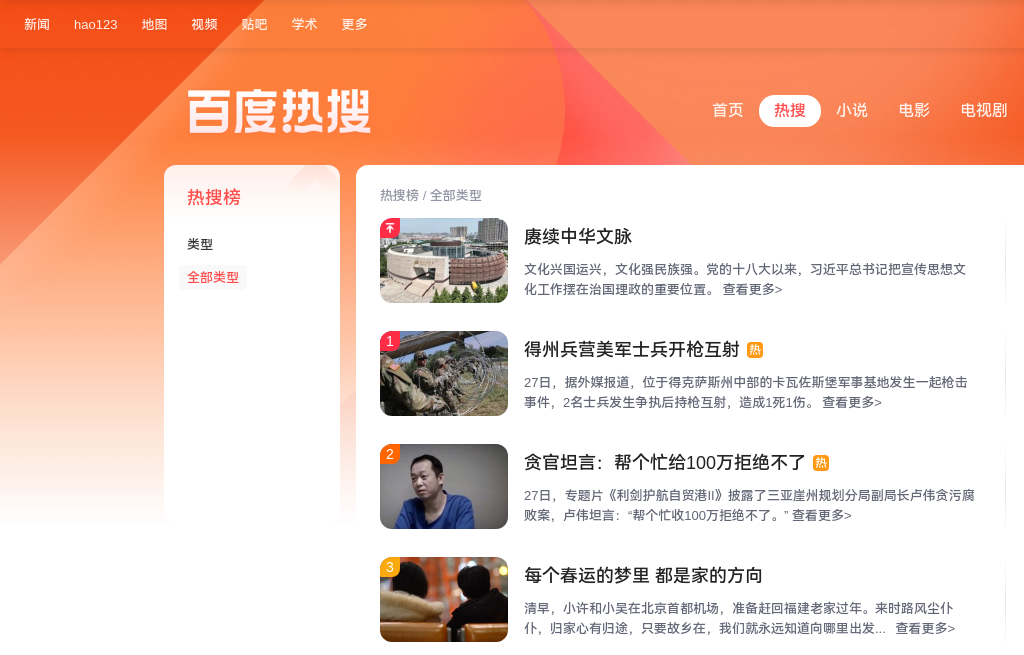 新闻 hao123 地图 视频 贴吧 学术 更多
百度热搜
首页 热搜 小说 电影 电视剧
热搜榜
类型
全部类型
热搜榜 / 全部类型
赓续中华文脉
文化兴国运兴，文化强民族强。党的十八大以来，习近平总书记把宣传思想文
化工作摆在治国理政的重要位置。 查看更多>
1
得州兵营美军士兵开枪互射 热
27日，据外媒报道，位于得克萨斯州中部的卡瓦佐斯堡军事基地发生一起枪击
事件，2名士兵发生争执后持枪互射，造成1死1伤。 查看更多>
2
贪官坦言：帮个忙给100万拒绝不了 热
27日，专题片《利剑护航自贸港II》披露了三亚崖州规划分局副局长卢伟贪污腐
败案，卢伟坦言：“帮个忙收100万拒绝不了。” 查看更多>
3
每个春运的梦里 都是家的方向
清早，小许和小吴在北京首都机场，准备赶回福建老家过年。来时路风尘仆
仆，归家心有归途，只要故乡在，我们就永远知道向哪里出发... 查看更多>